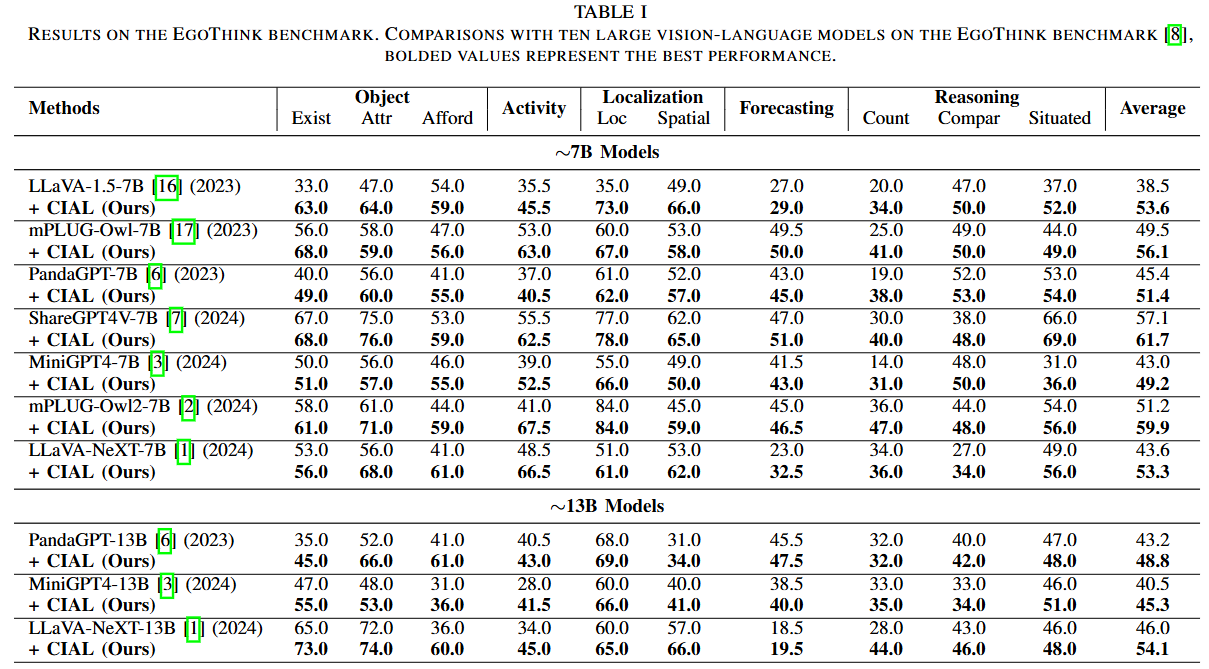 TABLE I
RESULTS ON THE EGOTHINK BENCHMARK. COMPARISONS WITH TEN LARGE VISION-LANGUAGE MODELS ON THE EGOTHINK BENCHMARK [8],
BOLDED VALUES REPRESENT THE BEST PERFORMANCE.
Methods Object Activity Localization Forecasting Reasoning Average
Exist Attr Afford Loc Spatial Count Compar Situated
~7B Models
LLaVA-1.5-7B [16] (2023) 33.0 47.0 54.0 35.5 35.0 49.0 27.0 20.0 47.0 37.0 38.5
+ CIAL (Ours) 63.0 64.0 59.0 45.5 73.0 66.0 29.0 34.0 50.0 52.0 53.6
mPLUG-Owl-7B [17] (2023) 56.0 58.0 47.0 53.0 60.0 53.0 49.5 25.0 49.0 44.0 49.5
+ CIAL (Ours) 68.0 59.0 56.0 63.0 67.0 58.0 50.0 41.0 50.0 49.0 56.1
PandaGPT-7B [6] (2023) 40.0 56.0 41.0 37.0 61.0 52.0 43.0 19.0 52.0 53.0 45.4
+ CIAL (Ours) 49.0 60.0 55.0 40.5 62.0 57.0 45.0 38.0 53.0 54.0 51.4
ShareGPT4V-7B [7] (2024) 67.0 75.0 53.0 55.5 77.0 62.0 47.0 30.0 38.0 66.0 57.1
+ CIAL (Ours) 68.0 76.0 59.0 62.5 78.0 65.0 51.0 40.0 48.0 69.0 61.7
MiniGPT4-7B [3] (2024) 50.0 56.0 46.0 39.0 55.0 49.0 41.5 14.0 48.0 31.0 43.0
+ CIAL (Ours) 51.0 57.0 55.0 52.5 66.0 50.0 43.0 31.0 50.0 36.0 49.2
mPLUG-Owl2-7B [2] (2024) 58.0 61.0 44.0 41.0 84.0 45.0 45.0 36.0 44.0 54.0 51.2
+ CIAL (Ours) 61.0 71.0 59.0 67.5 84.0 59.0 46.5 47.0 48.0 56.0 59.9
LLaVA-NeXT-7B [1] (2024) 53.0 56.0 41.0 48.5 51.0 53.0 23.0 34.0 27.0 49.0 43.6
+ CIAL (Ours) 56.0 68.0 61.0 66.5 61.0 62.0 32.5 36.0 34.0 56.0 53.3
~13B Models
PandaGPT-13B [6] (2023) 35.0 52.0 41.0 40.5 68.0 31.0 45.5 32.0 40.0 47.0 43.2
+ CIAL (Ours) 45.0 66.0 61.0 43.0 69.0 34.0 47.5 32.0 42.0 48.0 48.8
MiniGPT4-13B [3] (2024) 47.0 48.0 31.0 28.0 60.0 40.0 38.5 33.0 33.0 46.0 40.5
+ CIAL (Ours) 55.0 53.0 36.0 41.5 66.0 41.0 40.0 35.0 34.0 51.0 45.3
LLaVA-NeXT-13B [1] (2024) 65.0 72.0 36.0 34.0 60.0 57.0 18.5 28.0 43.0 46.0 46.0
+ CIAL (Ours) 73.0 74.0 60.0 45.0 65.0 66.0 19.5 44.0 46.0 48.0 54.1